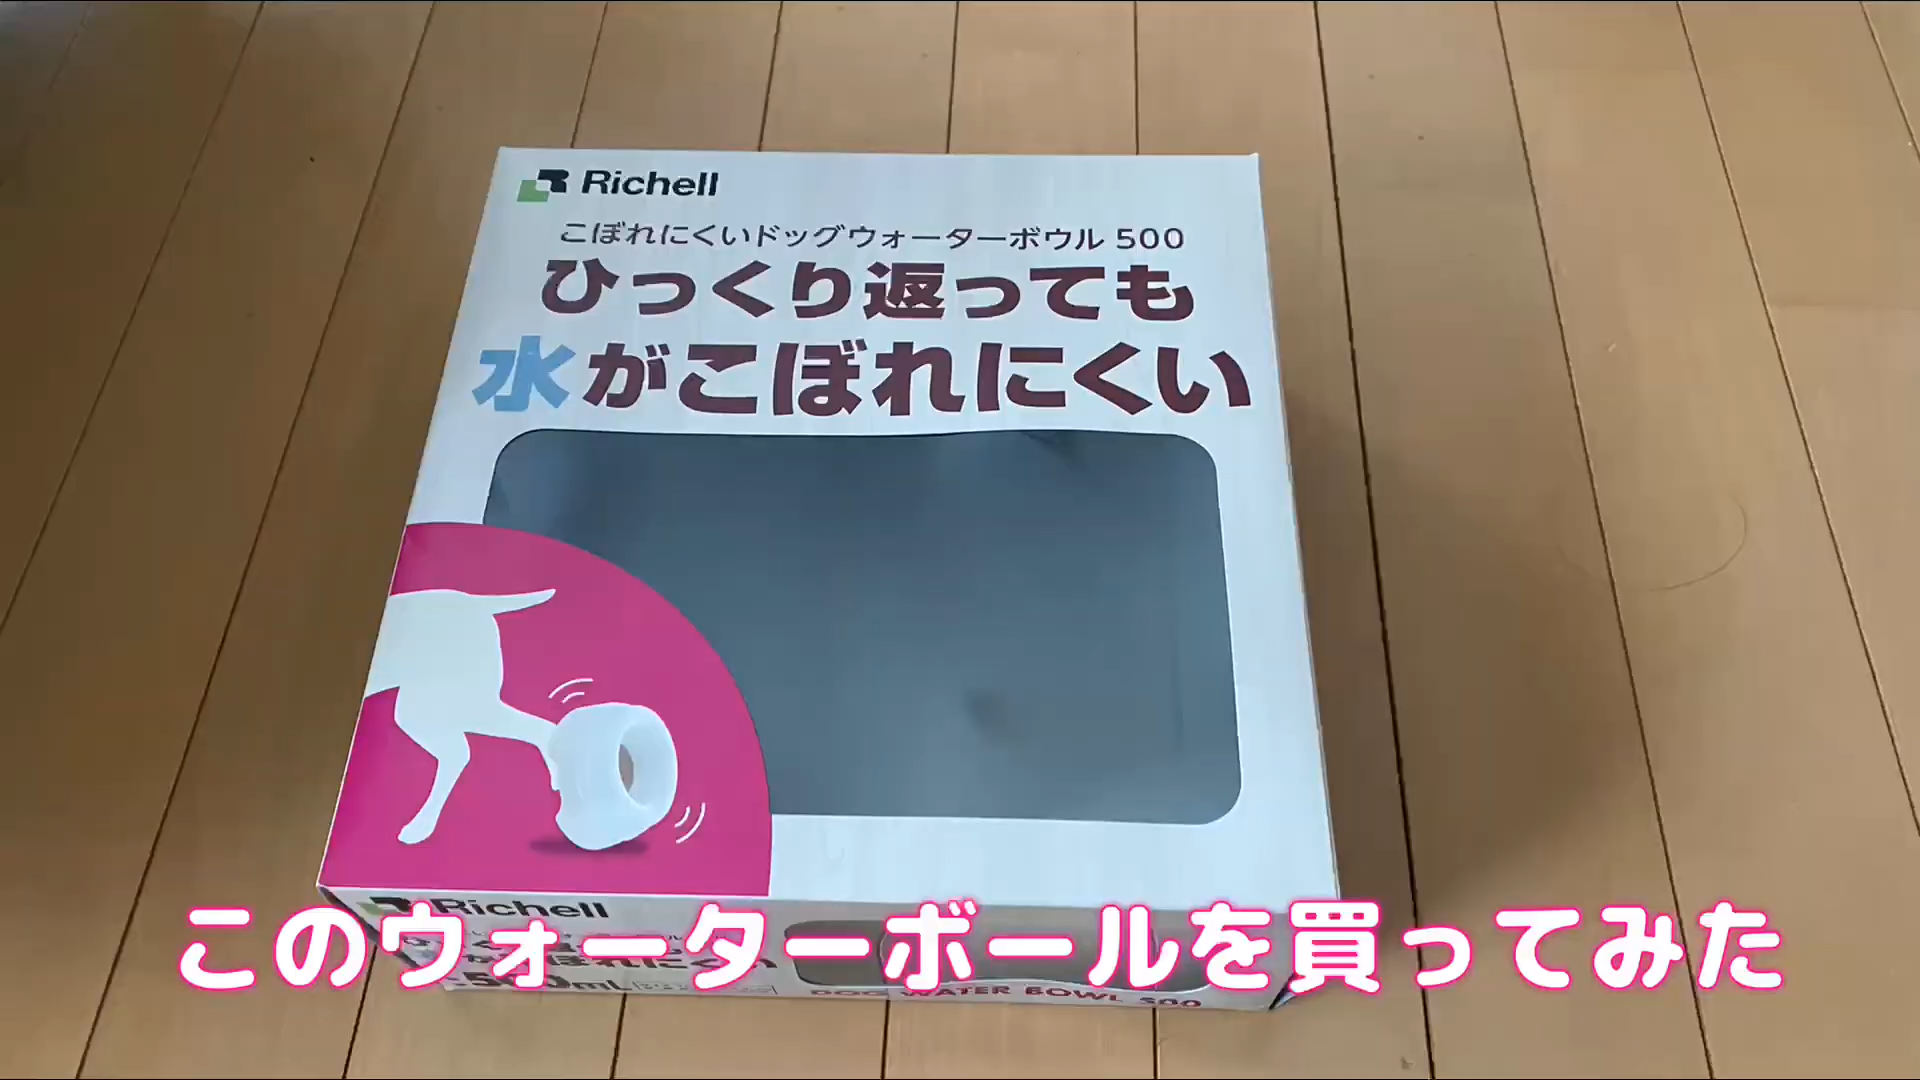 Richell
こぼれにくいドッグウォーターボウル 500
ひっくり返っても
水がこぼれにくい
Richell
500mL
DOG WATER BOWL 500
このウォーターボールを買ってみた